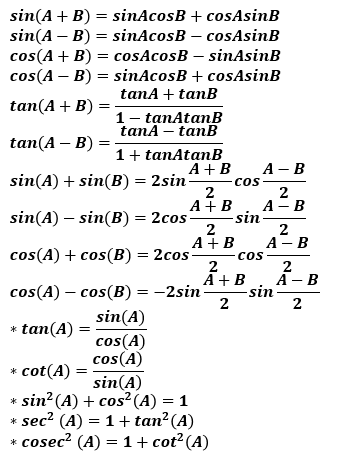 sin(A + B) = sinAcosB + cosAsinB
sin(A − B) = sinAcosB − cosAsinB
cos(A + B) = cosAcosB − sinAsinB
cos(A − B) = sinAcosB + cosAsinB
tan(A + B) = (tanA + tanB)/(1 − tanAtanB)
tan(A − B) = (tanA − tanB)/(1 + tanAtanB)
sin(A) + sin(B) = 2sin (A + B)/2 cos (A − B)/2
sin(A) − sin(B) = 2cos (A + B)/2 sin (A − B)/2
cos(A) + cos(B) = 2cos (A + B)/2 cos (A − B)/2
cos(A) − cos(B) = −2sin (A + B)/2 sin (A − B)/2
* tan(A) = sin(A)/cos(A)
* cot(A) = cos(A)/sin(A)
* sin²(A) + cos²(A) = 1
* sec² (A) = 1 + tan²(A)
* cosec² (A) = 1 + cot²(A)